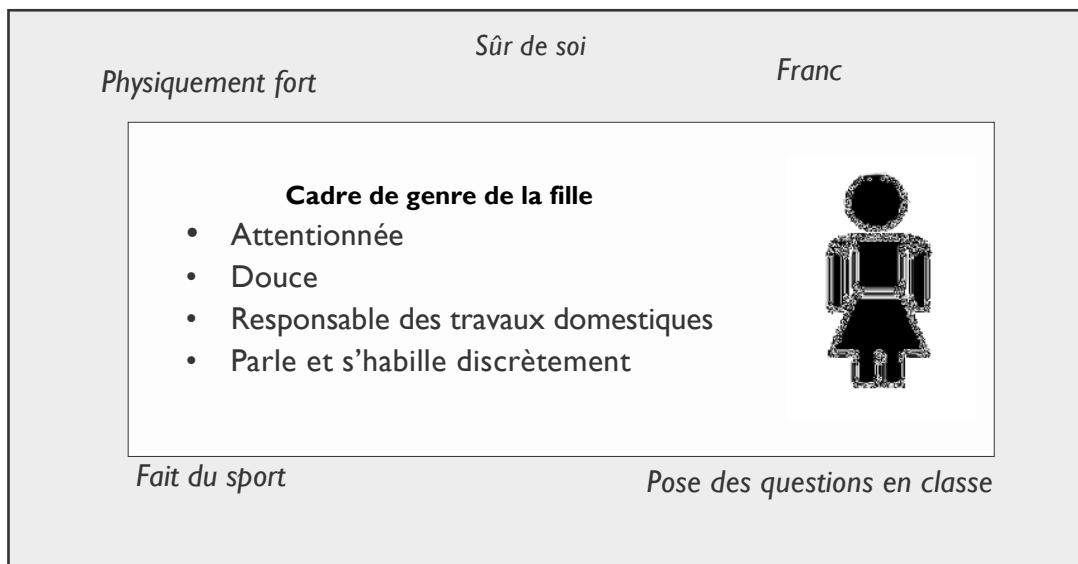 Sûr de soi
Physiquement fort
Franc
Cadre de genre de la fille
• Attentionnée
• Douce
• Responsable des travaux domestiques
• Parle et s’habille discrètement
Fait du sport
Pose des questions en classe